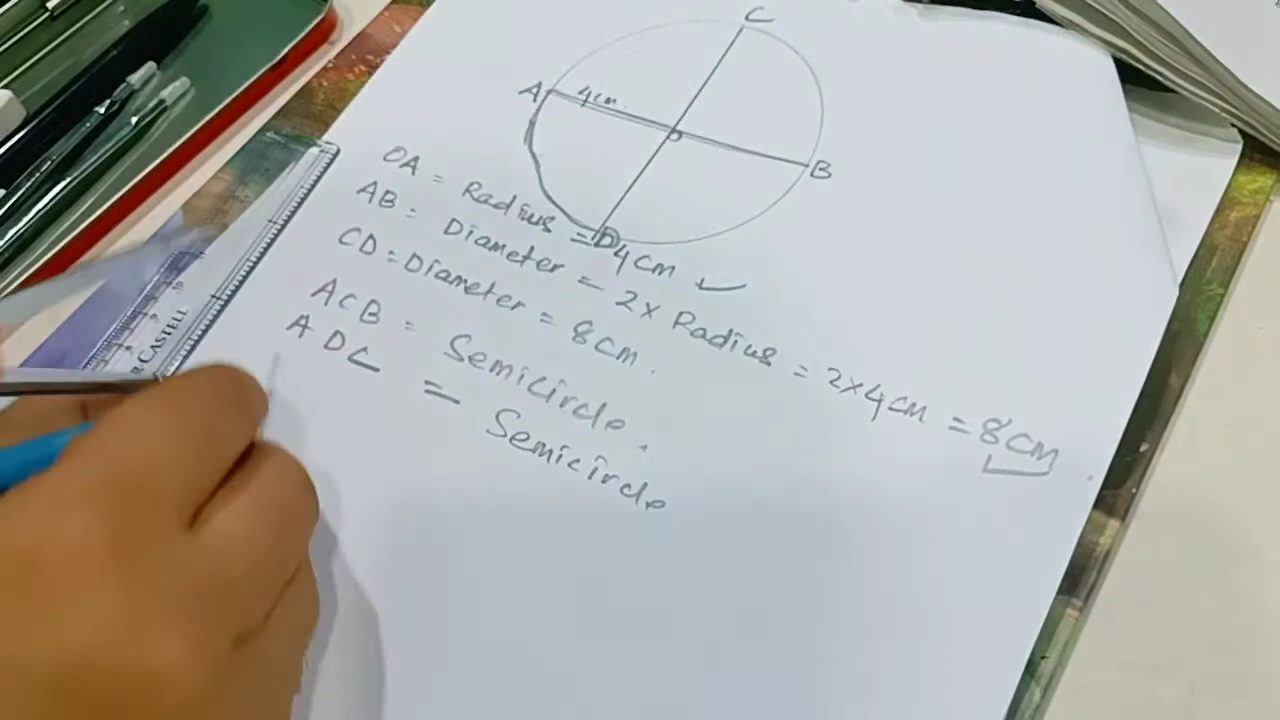 C
A 4cm.
O
B
D
OA = Radius = 4cm
AB = Diameter = 2 x Radius = 2x4cm = 8cm
CD = Diameter = 8cm.
ACB = Semicircle.
ADC = Semicircle
CASTELL